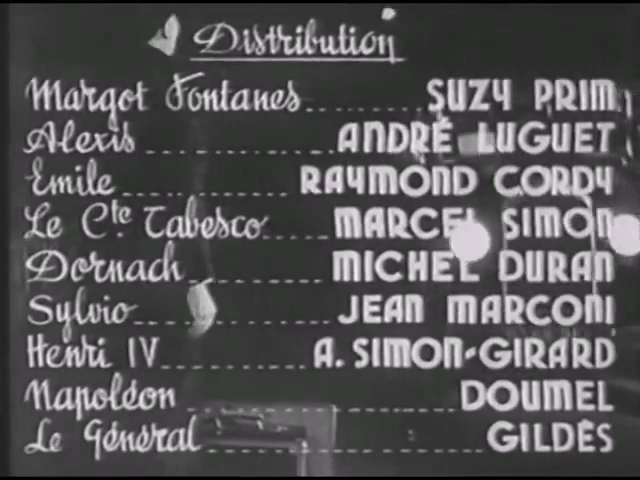 Distribution
Margot Fontanes........SUZY PRIM
Alexis..............ANDRÉ LUGUET
Emile.............RAYMOND CORDY
Le Cte Tabesco......MARCEL SIMON
Dornach...........MICHEL DURAN
Sylvio...............JEAN MARCONI
Henri IV............A. SIMON-GIRARD
Napoléon....................DOUMEL
Le Général....................GILDÈS